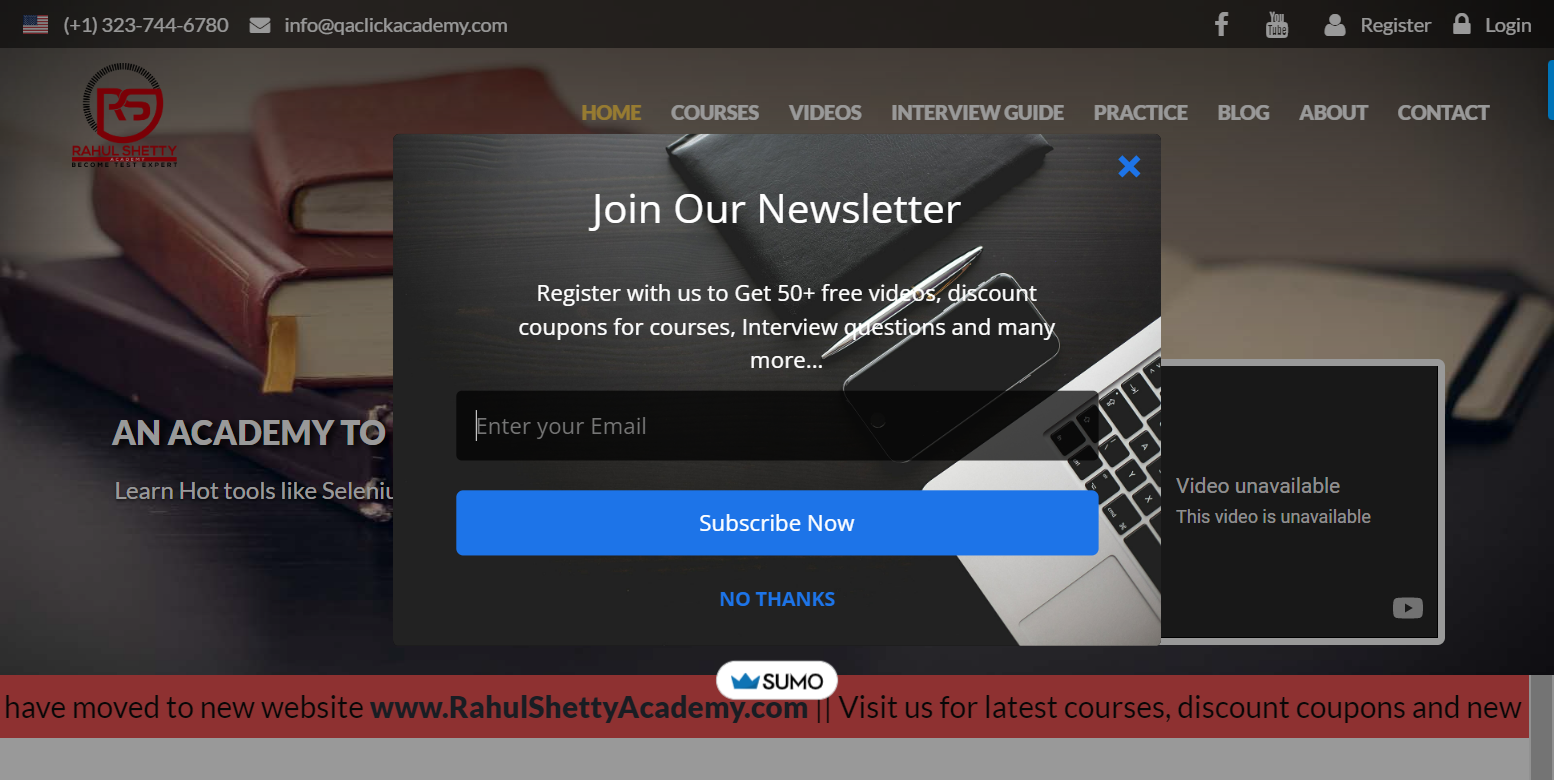 (+1) 323-744-6780 info@qaclickacademy.com Register Login
RS
RAHUL SHETTY
ACADEMY
BECOME TEST EXPERT
HOME COURSES VIDEOS INTERVIEW GUIDE PRACTICE BLOG ABOUT CONTACT
Join Our Newsletter
Register with us to Get 50+ free videos, discount
coupons for courses, Interview questions and many
more...
Enter your Email
Subscribe Now
NO THANKS
AN ACADEMY TO
Learn Hot tools like Seleniu
Video unavailable
This video is unavailable
SUMO
have moved to new website www.RahulShettyAcademy.com || Visit us for latest courses, discount coupons and new